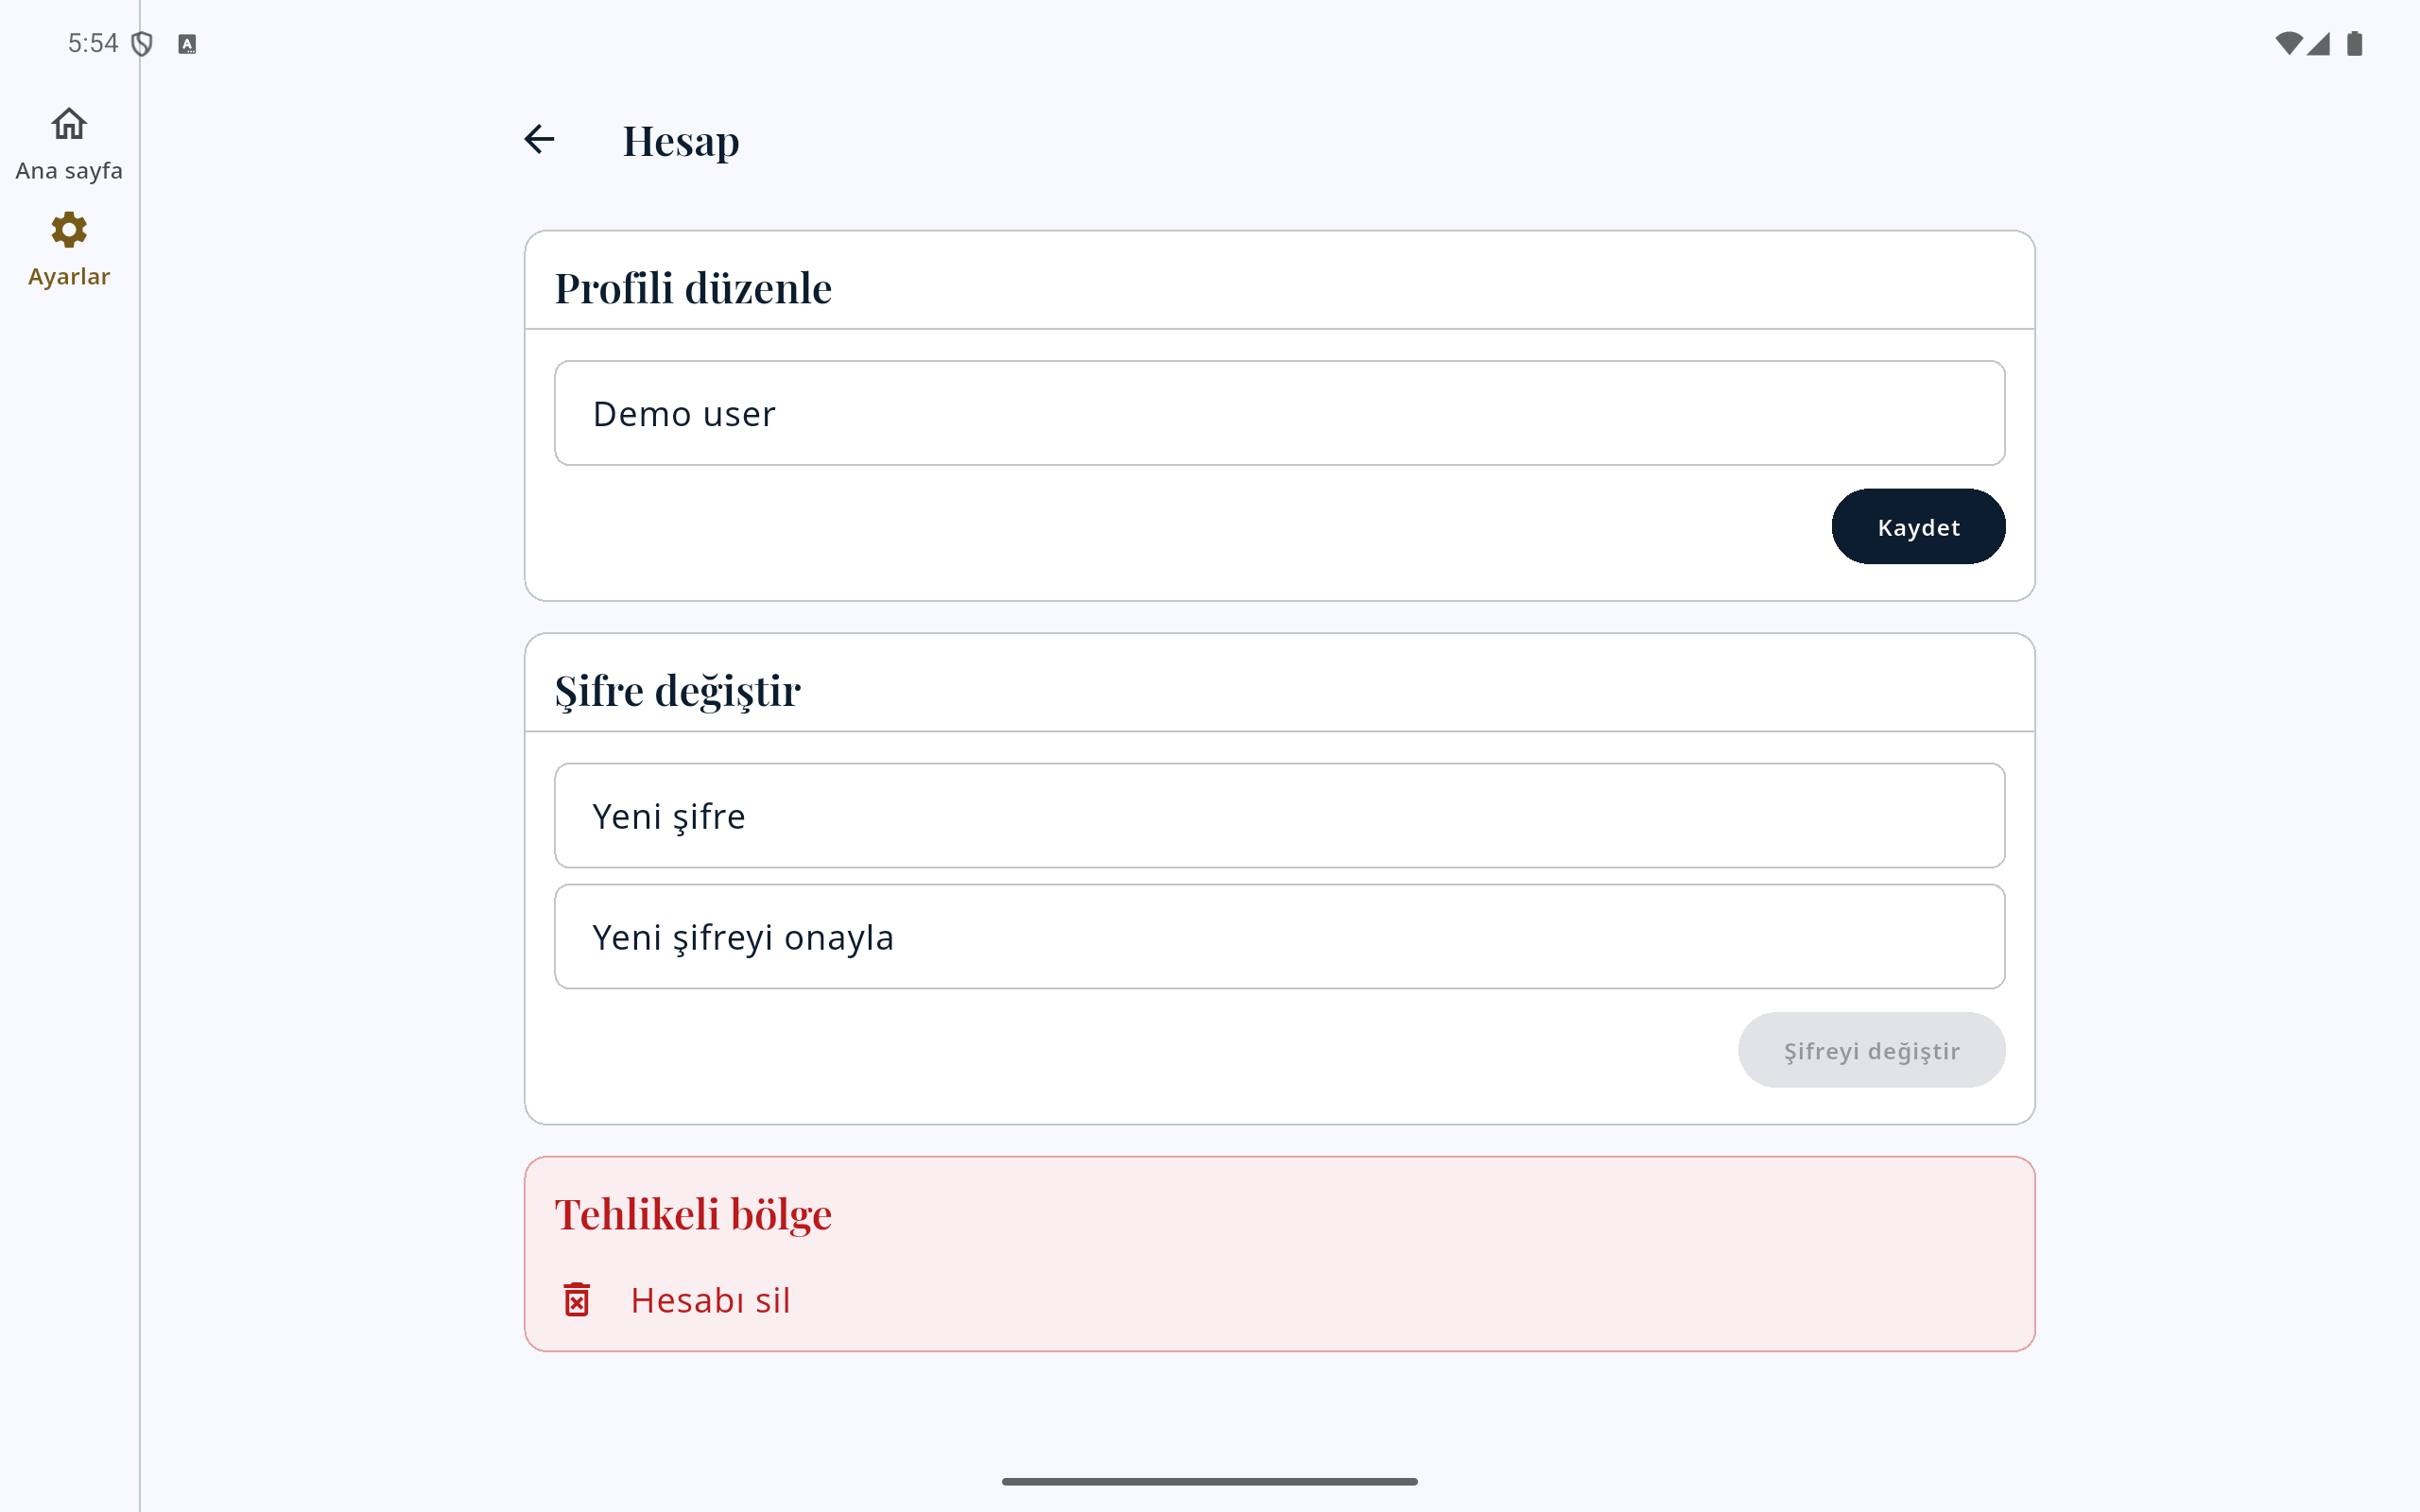 5:54
Ana sayfa
Ayarlar
Hesap
Profili düzenle
Demo user
Kaydet
Şifre değiştir
Yeni şifre
Yeni şifreyi onayla
Şifreyi değiştir
Tehlikeli bölge
Hesabı sil